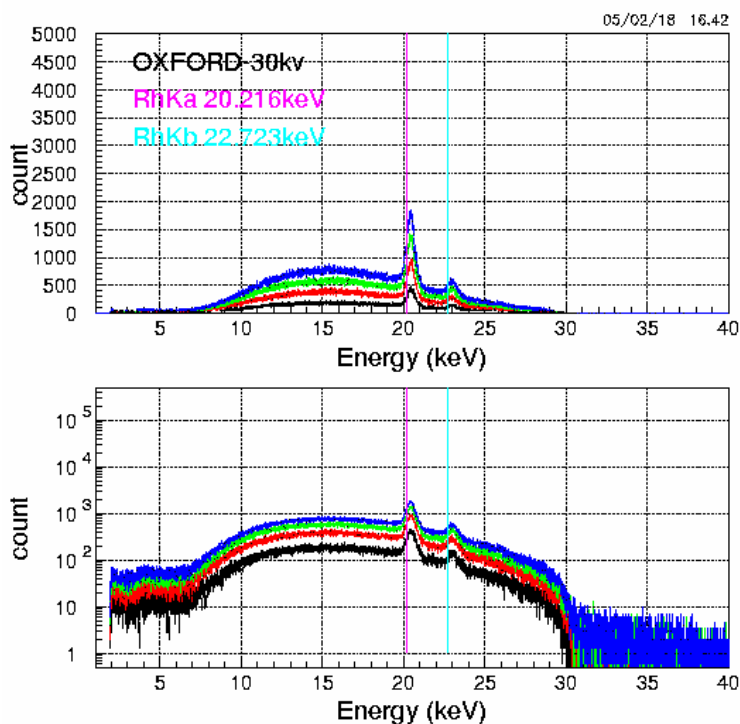 05/02/18 16.42
5000
4500
4000
3500
3000
2500
2000
1500
1000
500
0
count
OXFORD-30kv
RhKa 20.216keV
RhKb 22.723keV
5 10 15 20 25 30 35 40
Energy (keV)
10^5
10^4
10^3
10^2
10
1
count
5 10 15 20 25 30 35 40
Energy (keV)